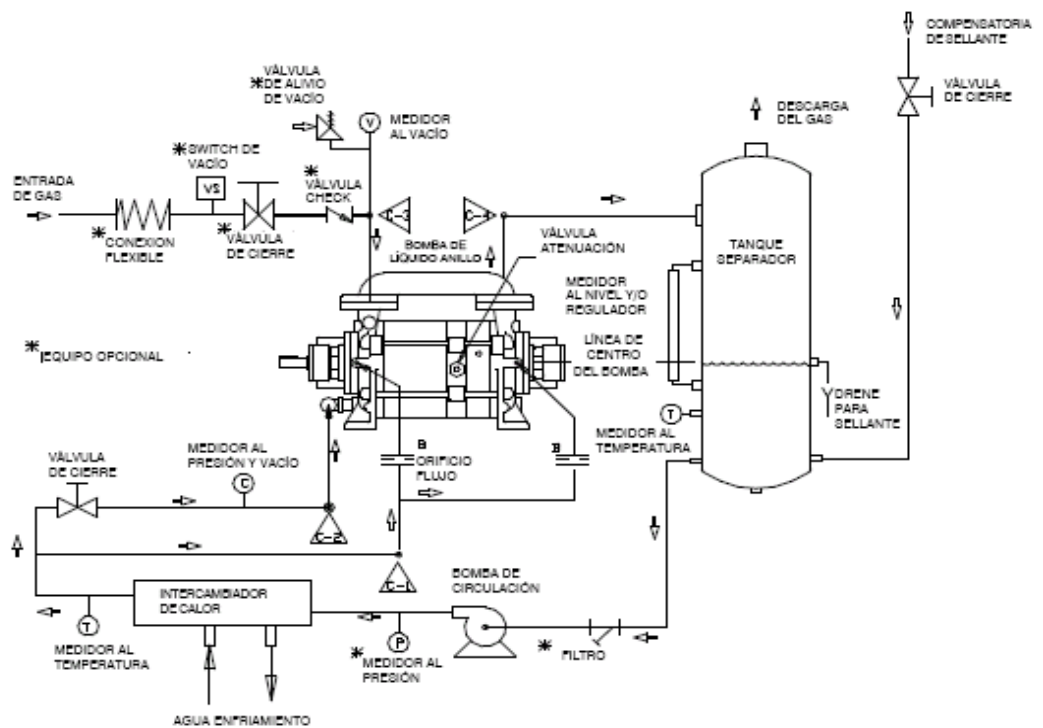 COMPENSATORIA
DE SELLANTE
VÁLVULA
DE CIERRE
DESCARGA
DEL GAS
VÁLVULA
*DE ALIVIO
DE VACÍO
V
MEDIDOR
AL VACÍO
*SWITCH DE
VACÍO
VS
*
VÁLVULA
CHECK
ENTRADA
DE GAS
*
CONEXION
FLEXIBLE
*
VÁLVULA
DE CIERRE
C-3
C-4
BOMBA DE
LÍQUIDO ANILLO
VÁLVULA
ATENUACIÓN
TANQUE
SEPARADOR
MEDIDOR
AL NIVEL Y/O
REGULADOR
LÍNEA DE
CENTRO
DEL BOMBA
*
EQUIPO OPCIONAL
DRENE
PARA
SELLANTE
T
MEDIDOR AL
TEMPERATURA
B
ORIFICIO
FLUJO
B
VÁLVULA
DE CIERRE
MEDIDOR AL
PRESIÓN Y VACÍO
C
C-2
C-1
BOMBA DE
CIRCULACIÓN
INTERCAMBIADOR
DE CALOR
T
MEDIDOR AL
TEMPERATURA
P
*
MEDIDOR AL
PRESIÓN
*
FILTRO
AGUA ENFRIAMIENTO